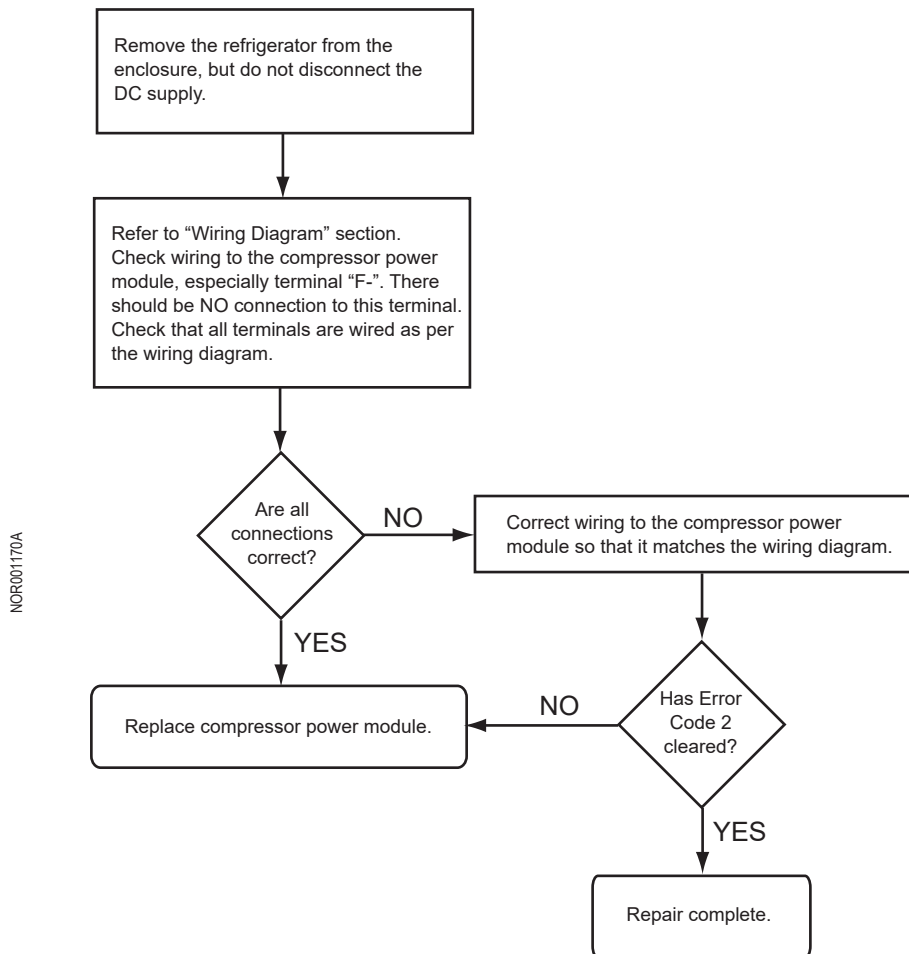 Remove the refrigerator from the
enclosure, but do not disconnect the
DC supply.
Refer to “Wiring Diagram” section.
Check wiring to the compressor power
module, especially terminal “F-”. There
should be NO connection to this terminal.
Check that all terminals are wired as per
the wiring diagram.
Are all
connections
correct?
NO
Correct wiring to the compressor power
module so that it matches the wiring diagram.
YES
Replace compressor power module.
NO
Has Error
Code 2
cleared?
YES
Repair complete.
NOR001170A